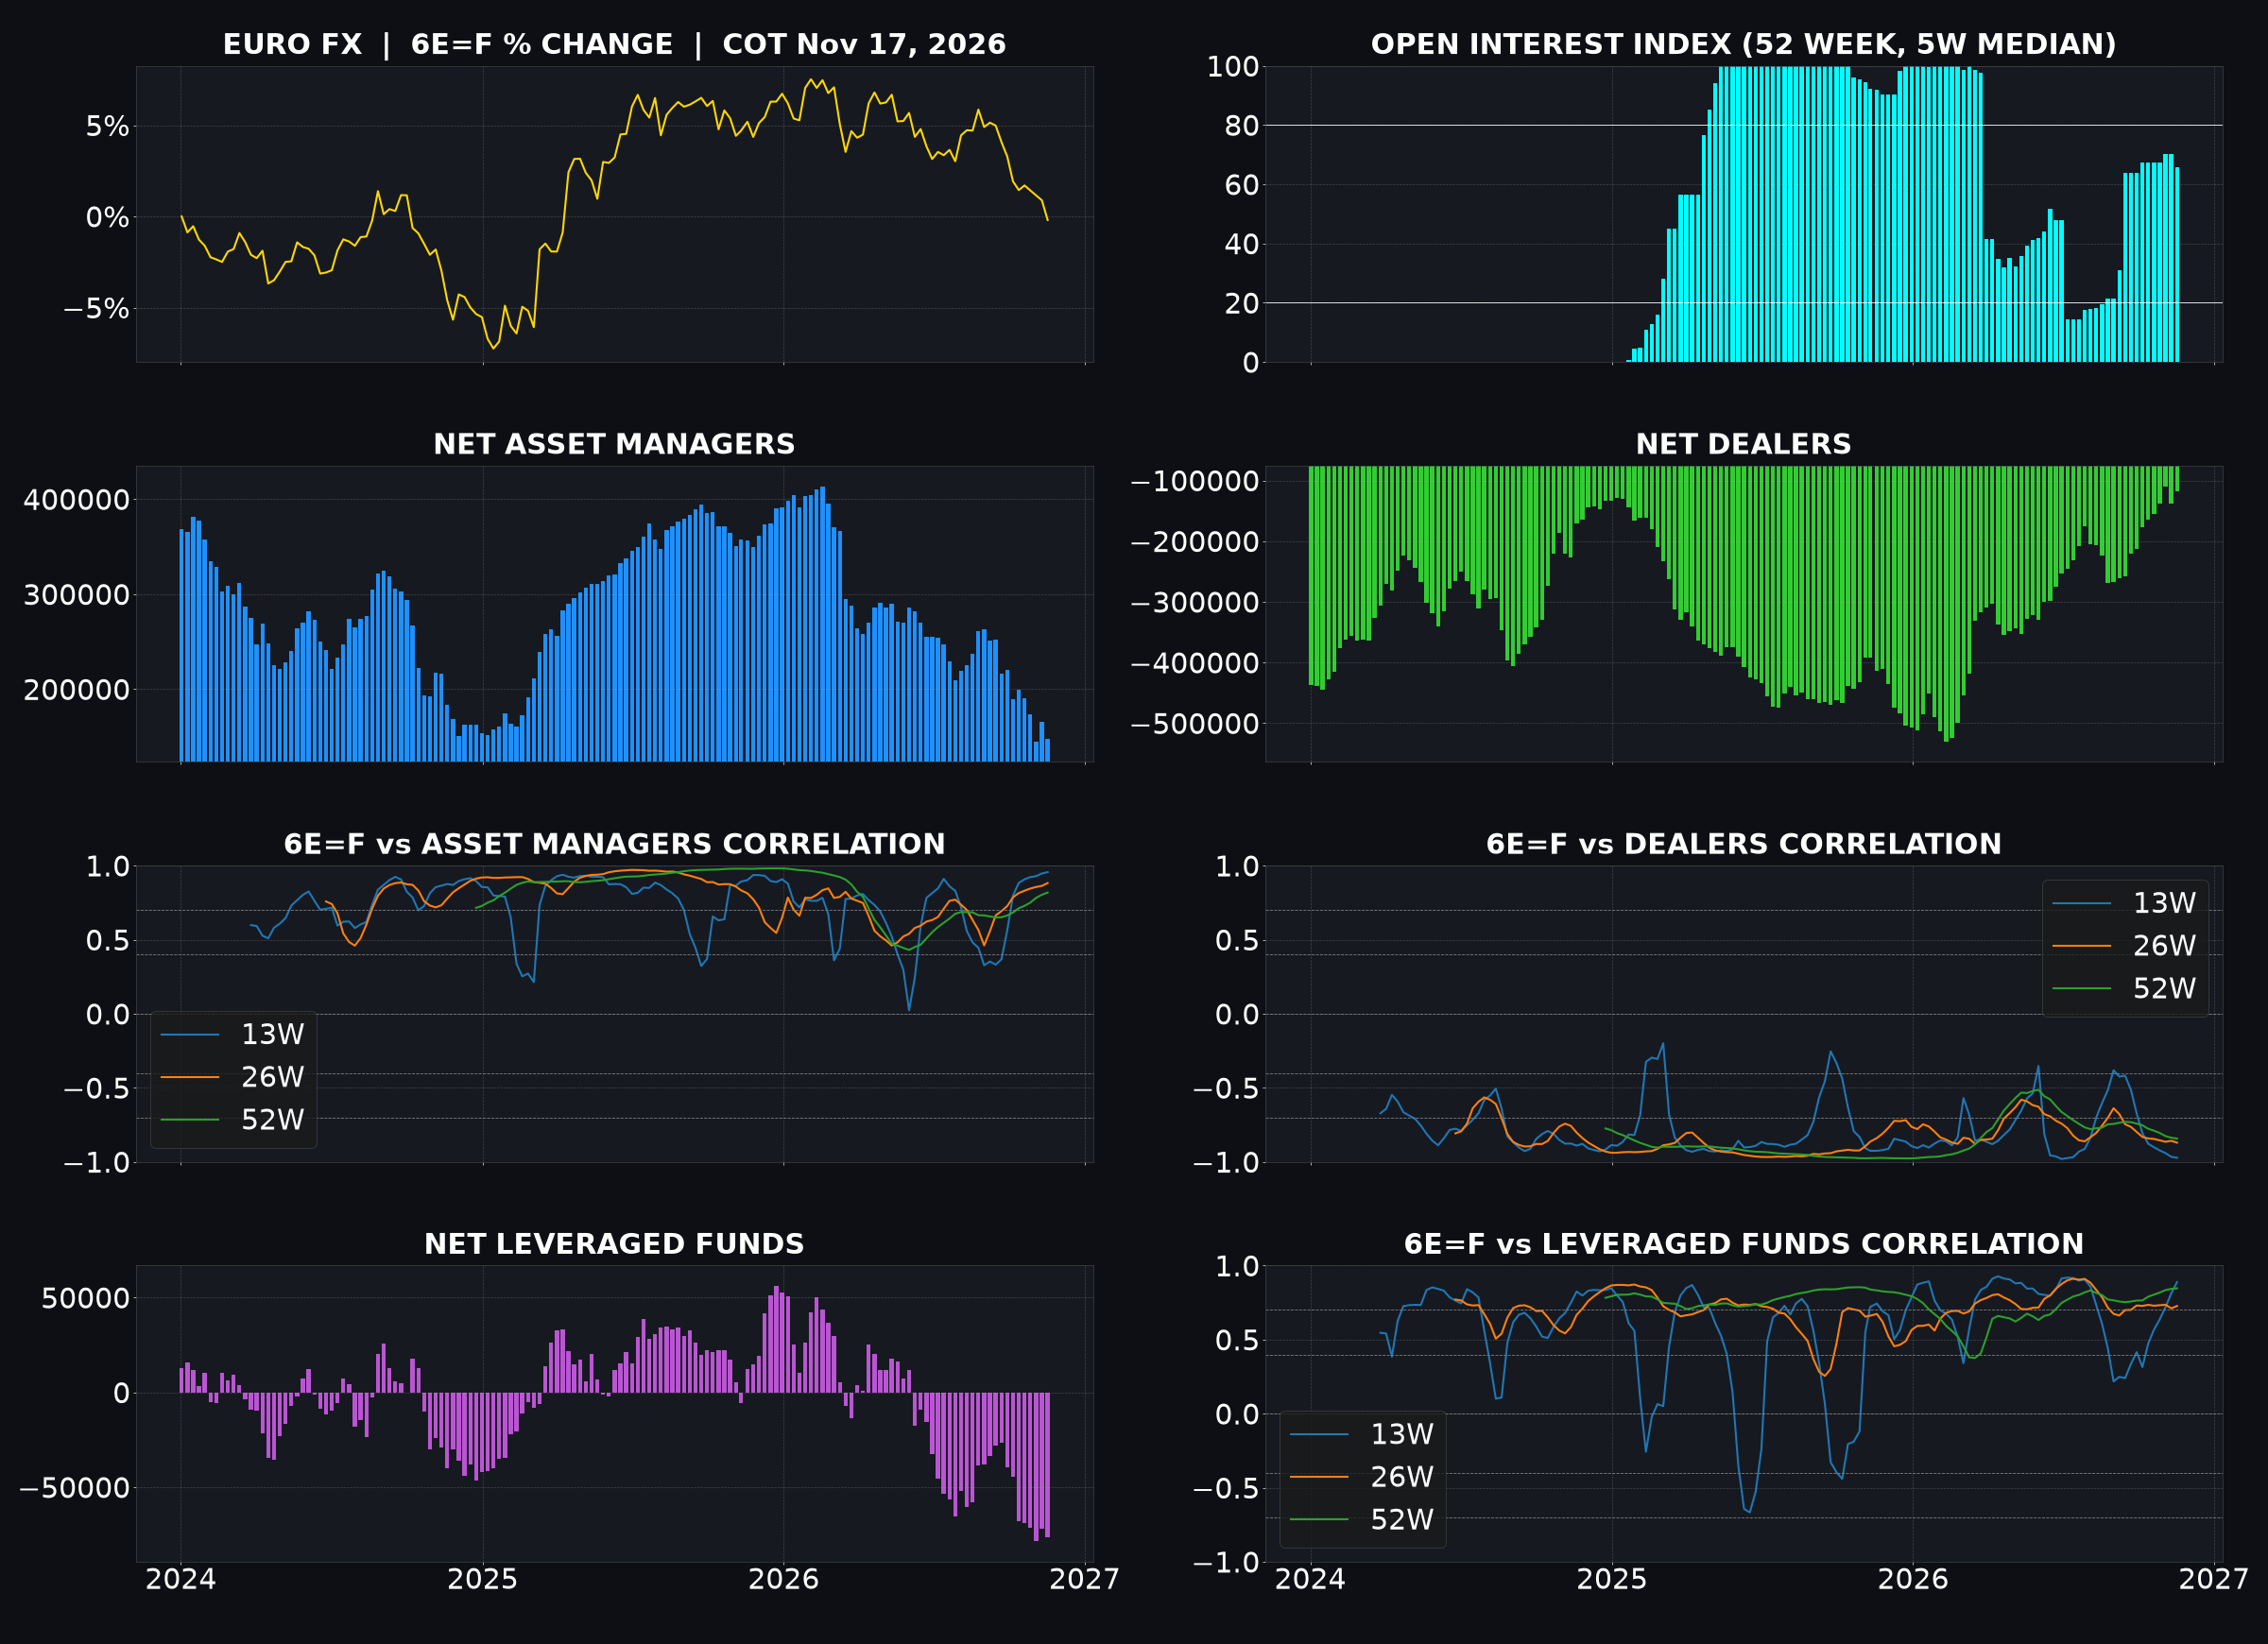 EURO FX | 6E=F % CHANGE | COT Nov 17, 2026
5%
0%
−5%
OPEN INTEREST INDEX (52 WEEK, 5W MEDIAN)
100
80
60
40
20
0
NET ASSET MANAGERS
400000
300000
200000
NET DEALERS
−100000
−200000
−300000
−400000
−500000
6E=F vs ASSET MANAGERS CORRELATION
1.0
0.5
0.0
−0.5
−1.0
13W
26W
52W
6E=F vs DEALERS CORRELATION
1.0
0.5
0.0
−0.5
−1.0
13W
26W
52W
NET LEVERAGED FUNDS
50000
0
−50000
2024 2025 2026 2027
6E=F vs LEVERAGED FUNDS CORRELATION
1.0
0.5
0.0
−0.5
−1.0
13W
26W
52W
2024 2025 2026 2027